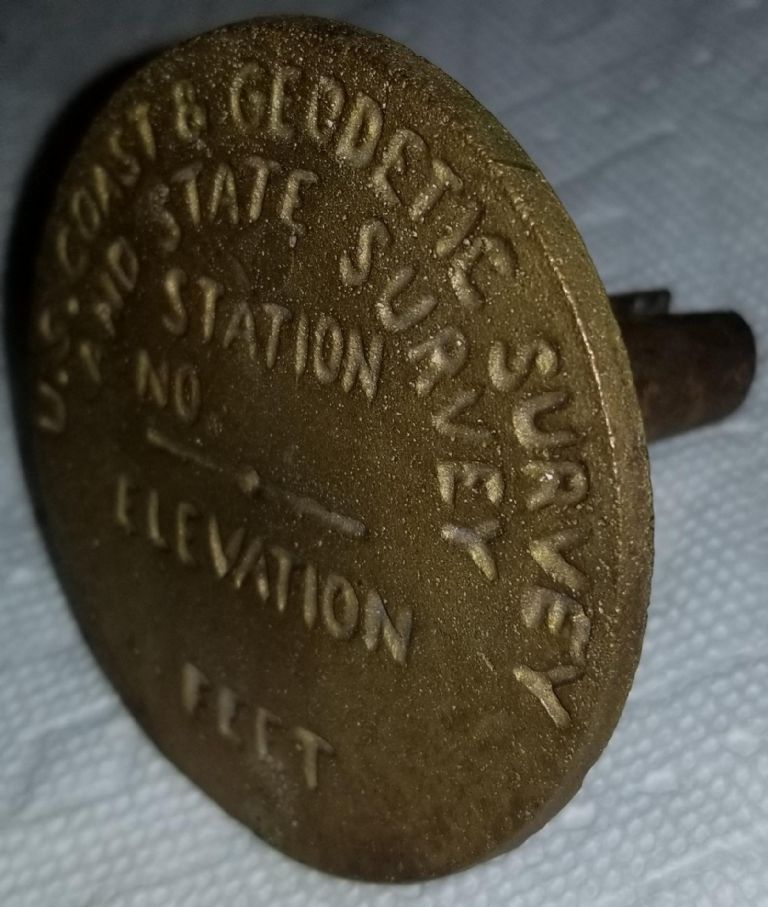 U.S. COAST & GEODETIC SURVEY
AND STATE SURVEY
STATION
NO.
ELEVATION
FEET